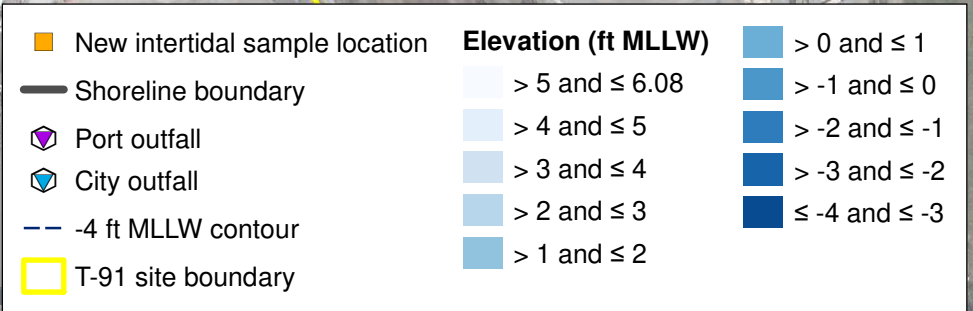 New intertidal sample location
Shoreline boundary
Port outfall
City outfall
-4 ft MLLW contour
T-91 site boundary
Elevation (ft MLLW)
> 5 and ≤ 6.08
> 4 and ≤ 5
> 3 and ≤ 4
> 2 and ≤ 3
> 1 and ≤ 2
> 0 and ≤ 1
> -1 and ≤ 0
> -2 and ≤ -1
> -3 and ≤ -2
≤ -4 and ≤ -3